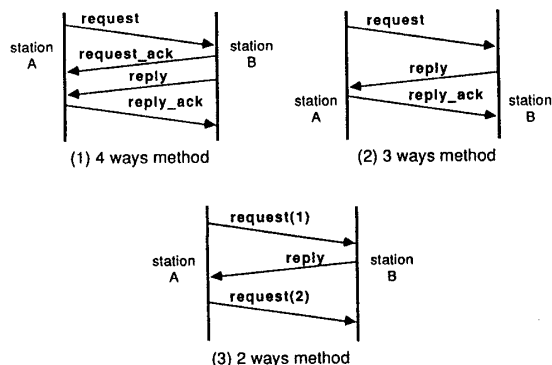 request
station
A
request_ack
station
B
reply
reply_ack
(1) 4 ways method
request
reply
station
A
reply_ack
station
B
(2) 3 ways method
request(1)
station
A
reply
station
B
request(2)
(3) 2 ways method